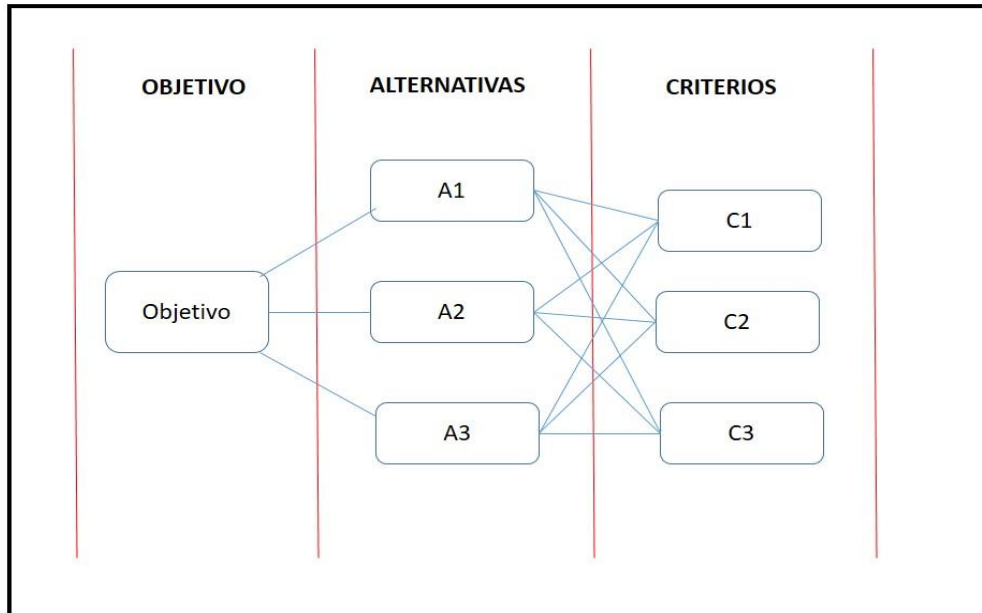 OBJETIVO
ALTERNATIVAS
CRITERIOS
A1
C1
Objetivo
A2
C2
A3
C3